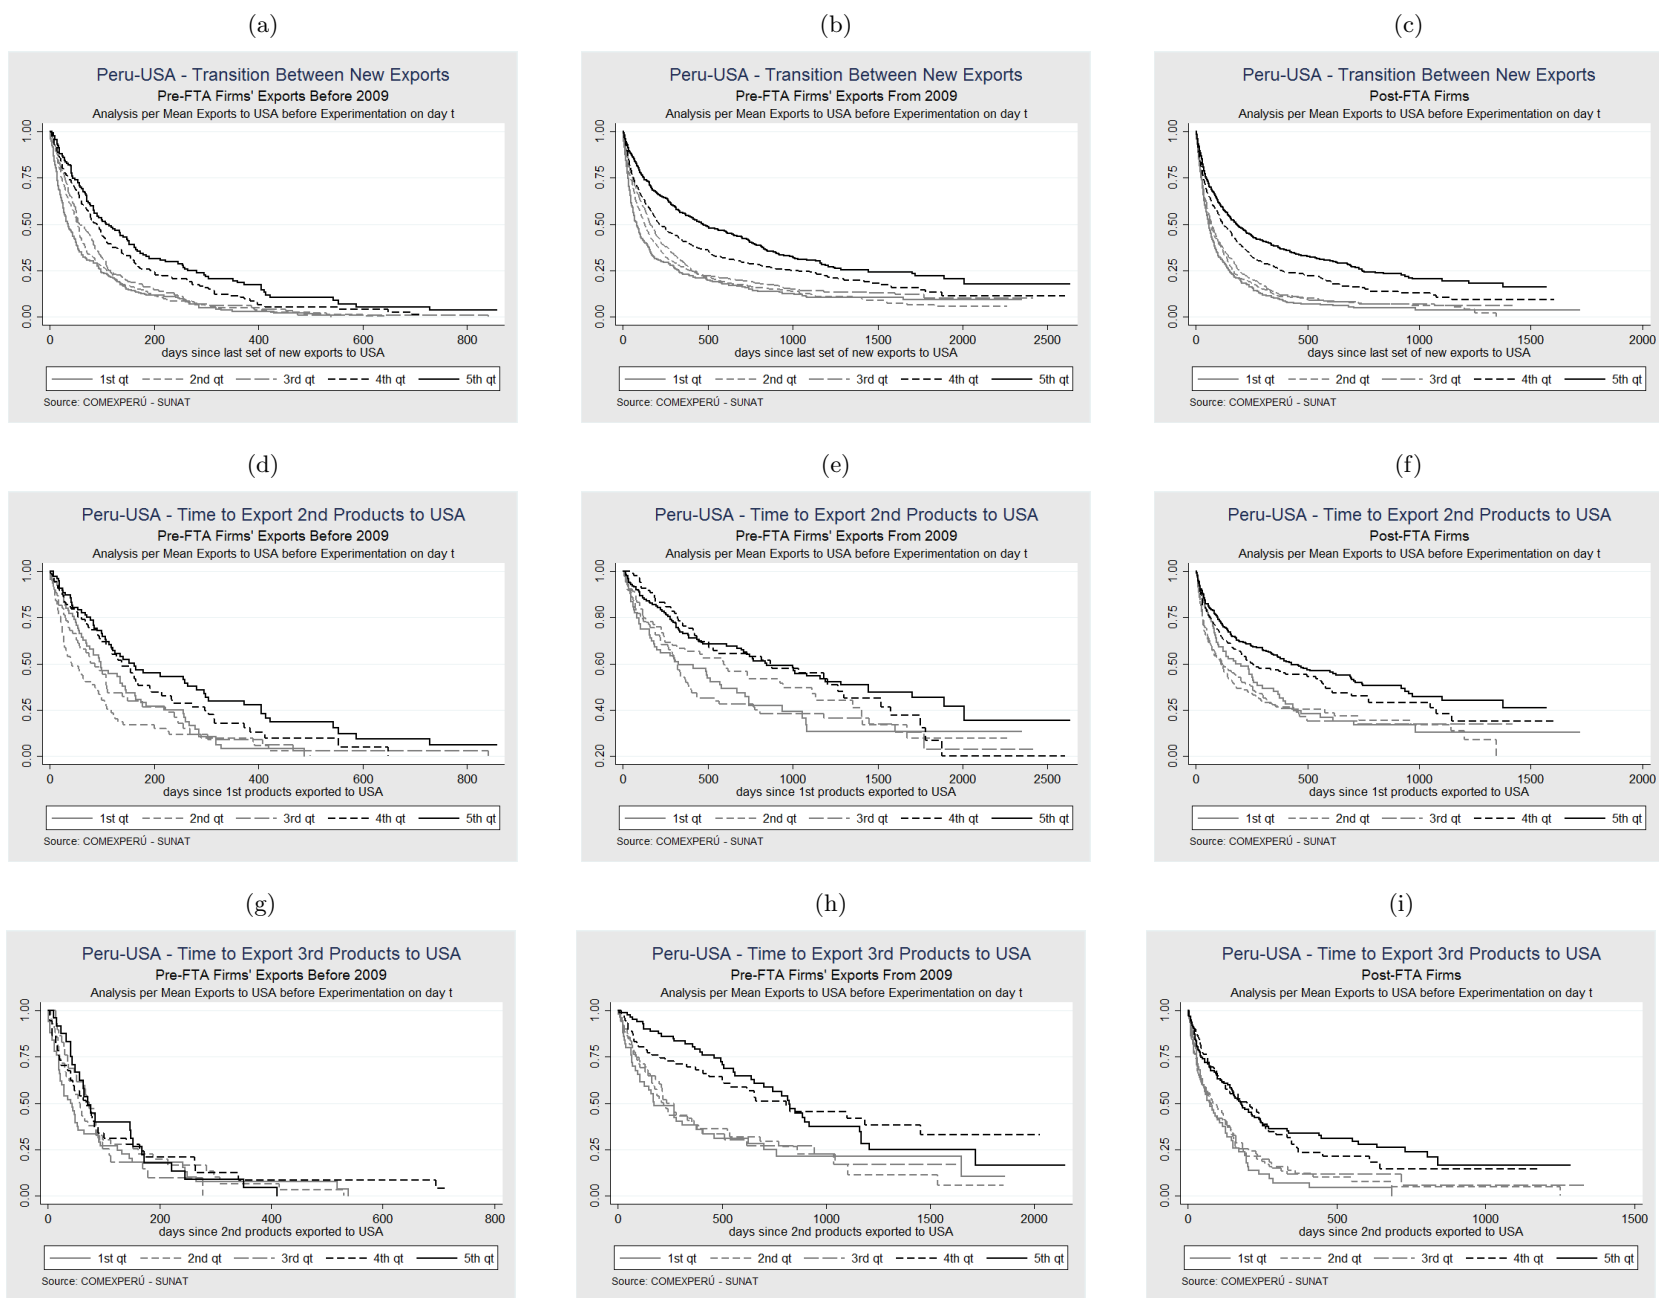 (a)
Peru-USA - Transition Between New Exports
Pre-FTA Firms' Exports Before 2009
Analysis per Mean Exports to USA before Experimentation on day t
1.00
0.75
0.50
0.25
0.00
0 200 400 600 800
days since last set of new exports to USA
1st qt 2nd qt 3rd qt 4th qt 5th qt
Source: COMEXPERÚ - SUNAT
(b)
Peru-USA - Transition Between New Exports
Pre-FTA Firms' Exports From 2009
Analysis per Mean Exports to USA before Experimentation on day t
1.00
0.75
0.50
0.25
0.00
0 500 1000 1500 2000 2500
days since last set of new exports to USA
1st qt 2nd qt 3rd qt 4th qt 5th qt
Source: COMEXPERÚ - SUNAT
(c)
Peru-USA - Transition Between New Exports
Post-FTA Firms
Analysis per Mean Exports to USA before Experimentation on day t
1.00
0.75
0.50
0.25
0.00
0 500 1000 1500 2000
days since last set of new exports to USA
1st qt 2nd qt 3rd qt 4th qt 5th qt
Source: COMEXPERÚ - SUNAT
(d)
Peru-USA - Time to Export 2nd Products to USA
Pre-FTA Firms' Exports Before 2009
Analysis per Mean Exports to USA before Experimentation on day t
1.00
0.75
0.50
0.25
0.00
0 200 400 600 800
days since 1st products exported to USA
1st qt 2nd qt 3rd qt 4th qt 5th qt
Source: COMEXPERÚ - SUNAT
(e)
Peru-USA - Time to Export 2nd Products to USA
Pre-FTA Firms' Exports From 2009
Analysis per Mean Exports to USA before Experimentation on day t
1.00
0.80
0.60
0.40
0.20
0 500 1000 1500 2000 2500
days since 1st products exported to USA
1st qt 2nd qt 3rd qt 4th qt 5th qt
Source: COMEXPERÚ - SUNAT
(f)
Peru-USA - Time to Export 2nd Products to USA
Post-FTA Firms
Analysis per Mean Exports to USA before Experimentation on day t
1.00
0.75
0.50
0.25
0.00
0 500 1000 1500 2000
days since 1st products exported to USA
1st qt 2nd qt 3rd qt 4th qt 5th qt
Source: COMEXPERÚ - SUNAT
(g)
Peru-USA - Time to Export 3rd Products to USA
Pre-FTA Firms' Exports Before 2009
Analysis per Mean Exports to USA before Experimentation on day t
1.00
0.75
0.50
0.25
0.00
0 200 400 600 800
days since 2nd products exported to USA
1st qt 2nd qt 3rd qt 4th qt 5th qt
Source: COMEXPERÚ - SUNAT
(h)
Peru-USA - Time to Export 3rd Products to USA
Pre-FTA Firms' Exports From 2009
Analysis per Mean Exports to USA before Experimentation on day t
1.00
0.75
0.50
0.25
0.00
0 500 1000 1500 2000
days since 2nd products exported to USA
1st qt 2nd qt 3rd qt 4th qt 5th qt
Source: COMEXPERÚ - SUNAT
(i)
Peru-USA - Time to Export 3rd Products to USA
Post-FTA Firms
Analysis per Mean Exports to USA before Experimentation on day t
1.00
0.75
0.50
0.25
0.00
0 500 1000 1500
days since 2nd products exported to USA
1st qt 2nd qt 3rd qt 4th qt 5th qt
Source: COMEXPERÚ - SUNAT